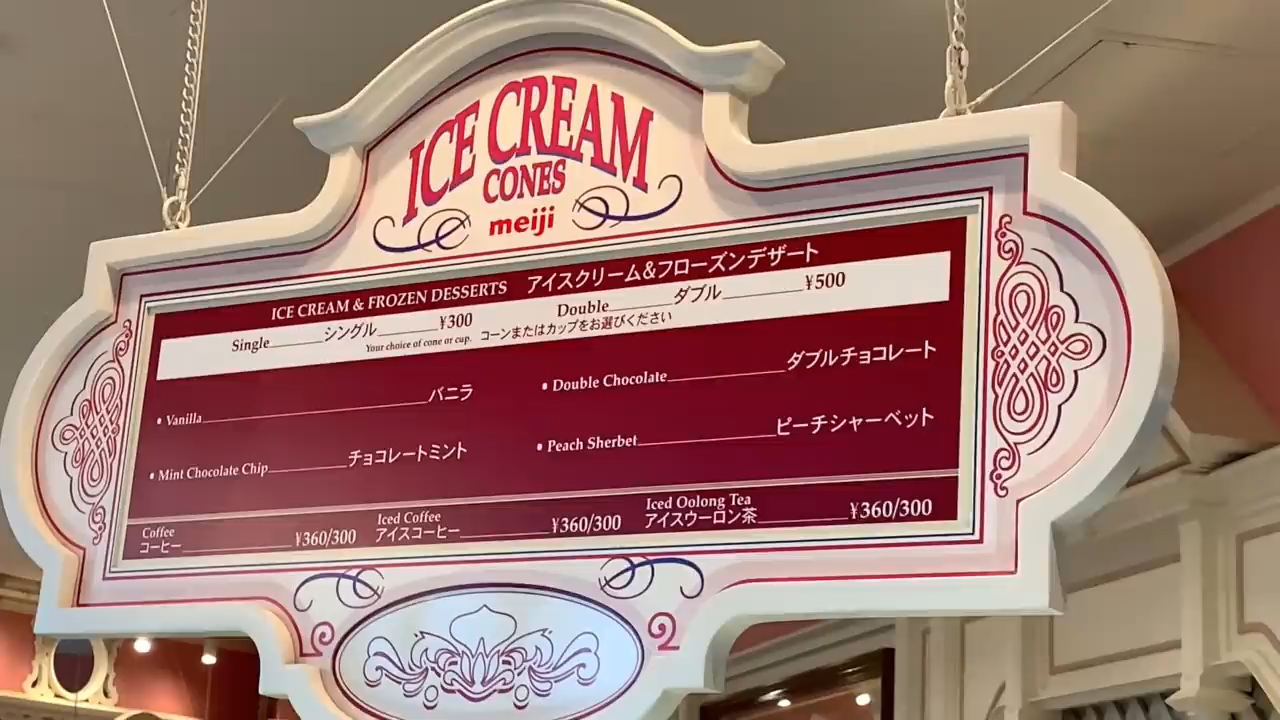 ICE CREAM
CONES
meiji
ICE CREAM & FROZEN DESSERTS アイスクリーム&フローズンデザート
Single シングル ¥300 Double ダブル ¥500
Your choice of cone or cup. コーンまたはカップをお選びください
• Vanilla バニラ • Double Chocolate ダブルチョコレート
• Mint Chocolate Chip チョコレートミント • Peach Sherbet ピーチシャーベット
Coffee Iced Coffee Iced Oolong Tea
コーヒー ¥360/300 アイスコーヒー ¥360/300 アイスウーロン茶 ¥360/300